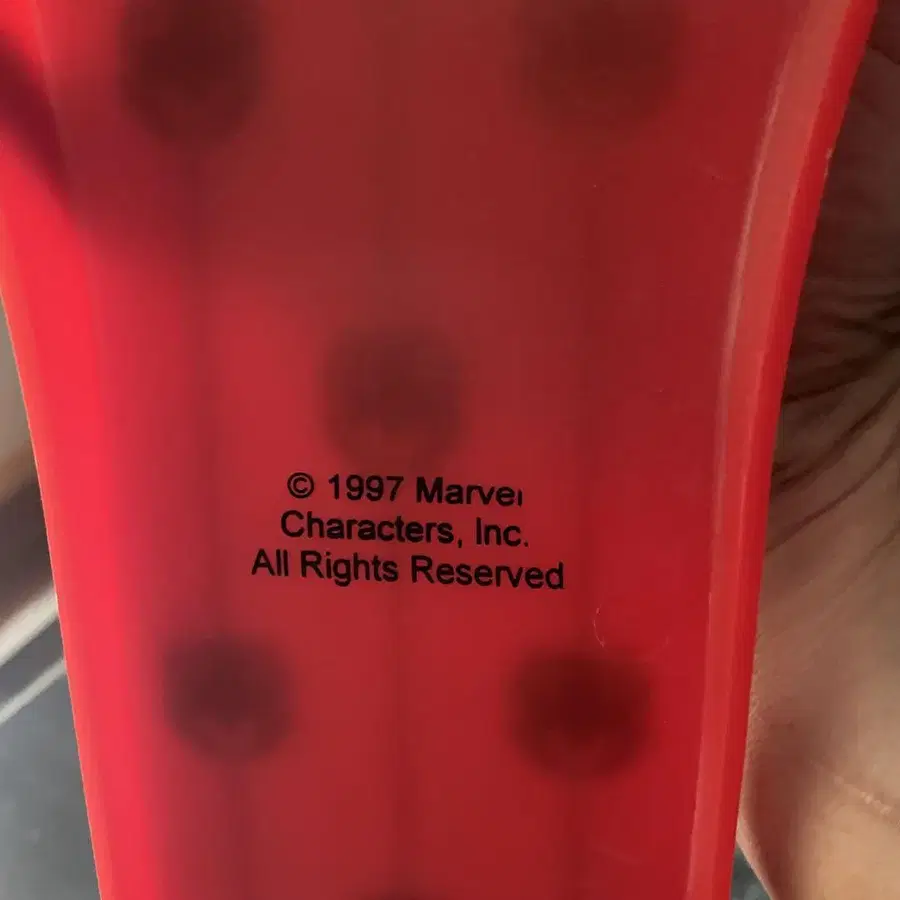 © 1997 Marvel
Characters, Inc.
All Rights Reserved